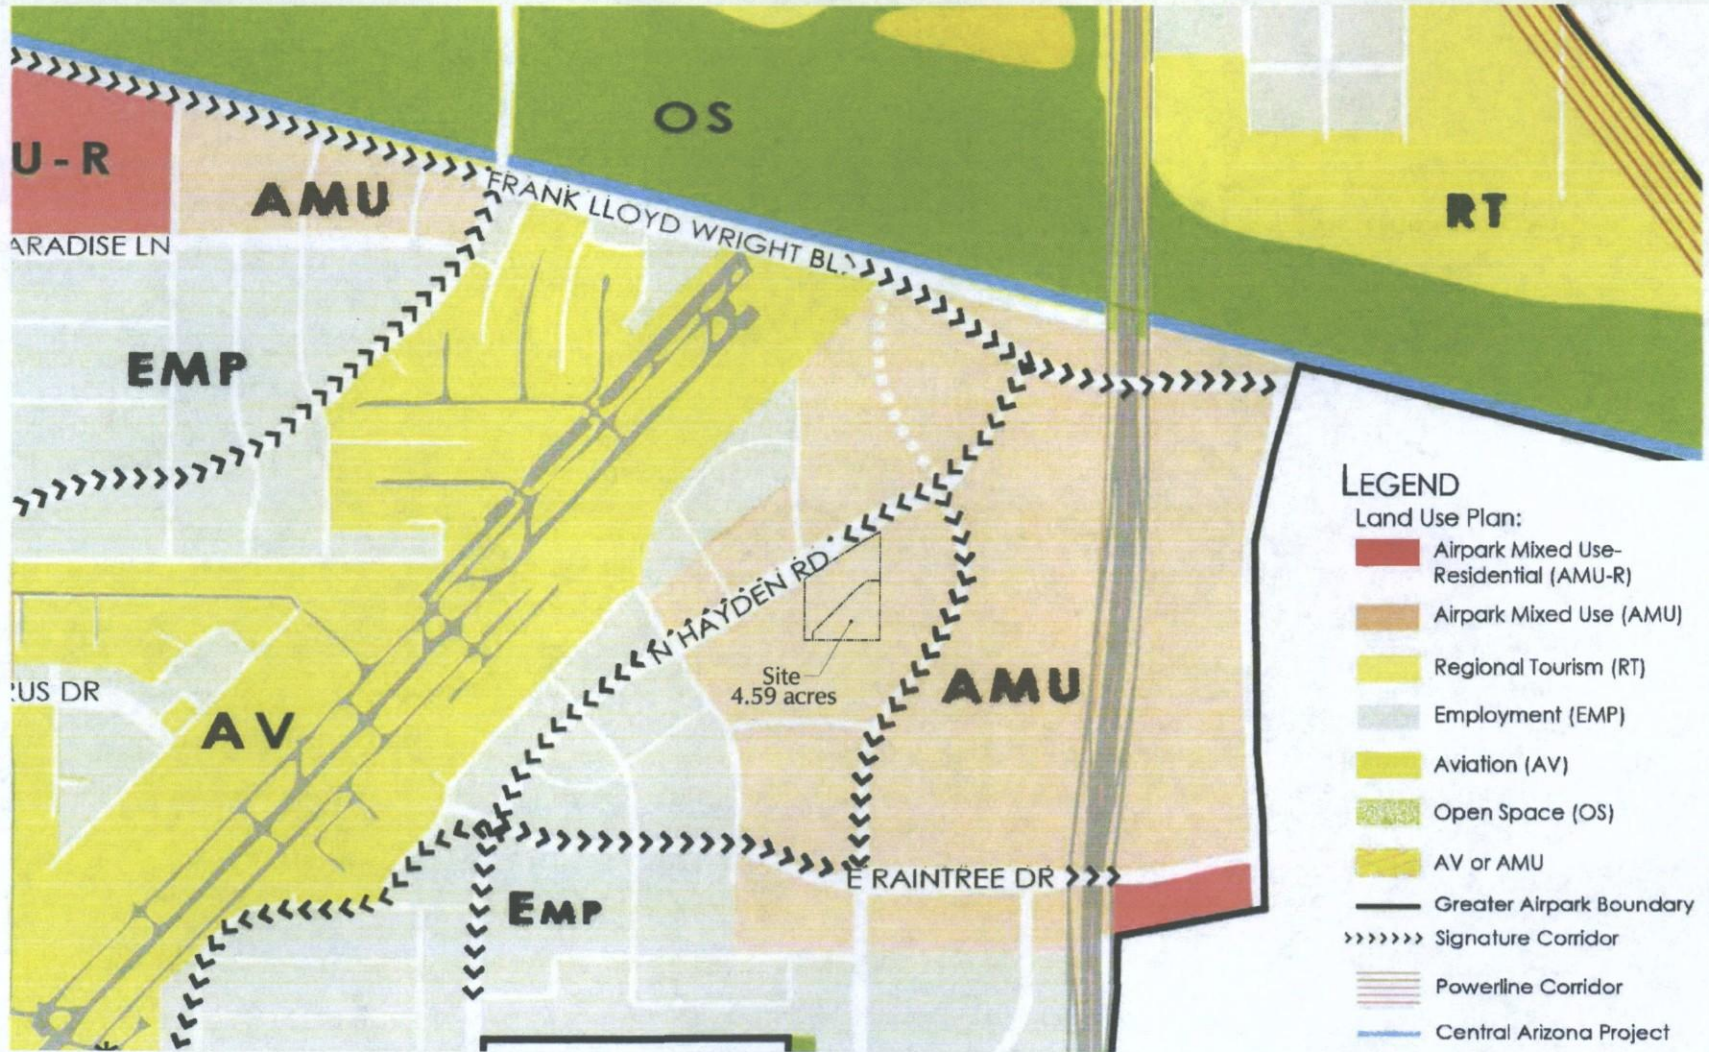 OS
U-R
AMU
FRANK LLOYD WRIGHT BL.
RT
ARADISE LN
EMP
LEGEND
Land Use Plan:
Airpark Mixed Use-
Residential (AMU-R)
Airpark Mixed Use (AMU)
Regional Tourism (RT)
Employment (EMP)
Aviation (AV)
Open Space (OS)
AV or AMU
Greater Airpark Boundary
Signature Corridor
Powerline Corridor
Central Arizona Project
N HAYDEN RD.
Site
4.59 acres
AMU
RUS DR
AV
E RAINTREE DR
EMP